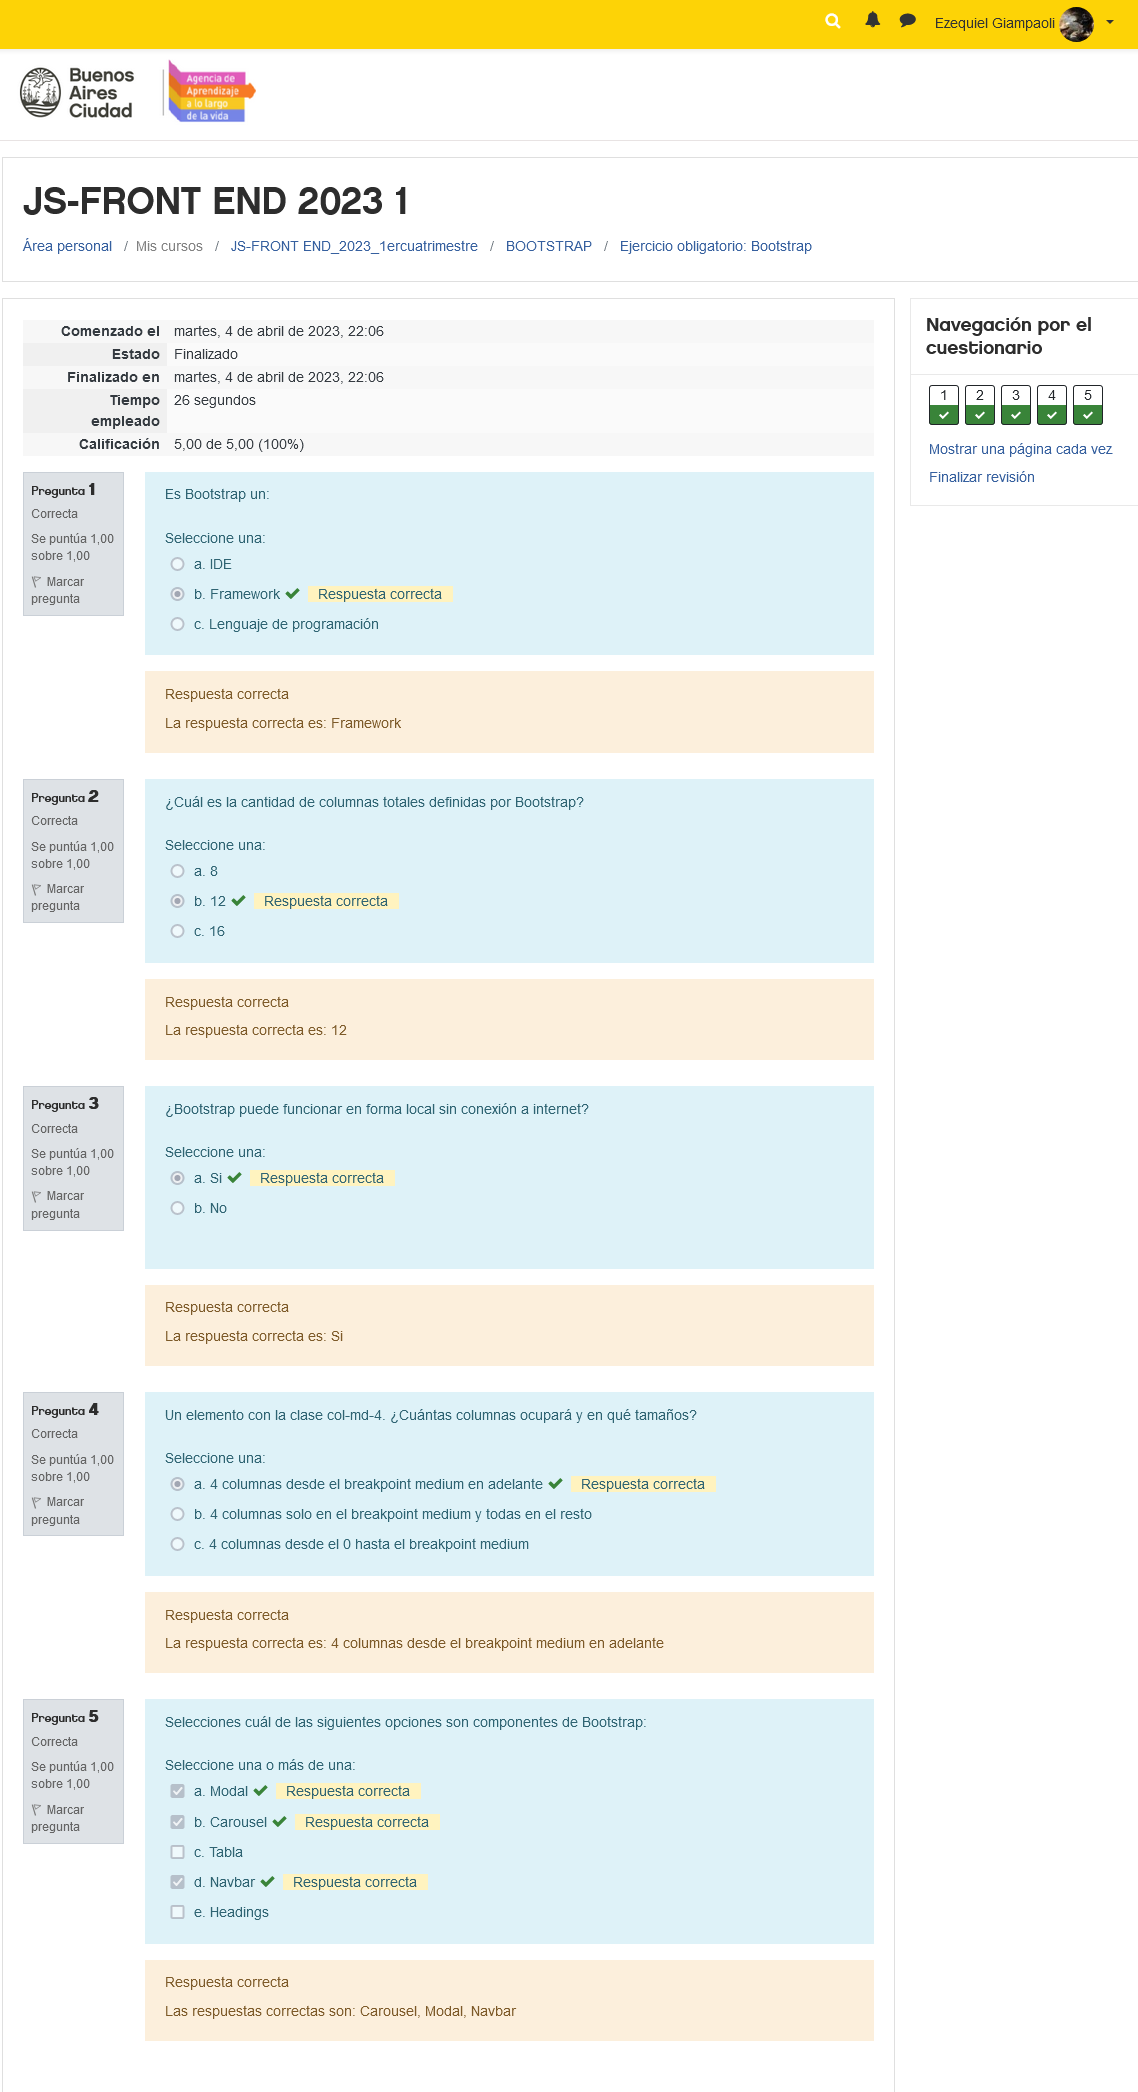 Ezequiel Giampaoli
Buenos
Aires
Ciudad
Agencia de
Aprendizaje
a lo largo
de la vida
JS-FRONT END 2023 1
Área personal / Mis cursos / JS-FRONT END_2023_1ercuatrimestre / BOOTSTRAP / Ejercicio obligatorio: Bootstrap
Comenzado el martes, 4 de abril de 2023, 22:06
Estado Finalizado
Finalizado en martes, 4 de abril de 2023, 22:06
Tiempo 26 segundos
empleado
Calificación 5,00 de 5,00 (100%)
Navegación por el
cuestionario
1 2 3 4 5
Mostrar una página cada vez
Finalizar revisión
Pregunta 1
Correcta
Se puntúa 1,00
sobre 1,00
Marcar
pregunta
Es Bootstrap un:
Seleccione una:
a. IDE
b. Framework Respuesta correcta
c. Lenguaje de programación
Respuesta correcta
La respuesta correcta es: Framework
Pregunta 2
Correcta
Se puntúa 1,00
sobre 1,00
Marcar
pregunta
¿Cuál es la cantidad de columnas totales definidas por Bootstrap?
Seleccione una:
a. 8
b. 12 Respuesta correcta
c. 16
Respuesta correcta
La respuesta correcta es: 12
Pregunta 3
Correcta
Se puntúa 1,00
sobre 1,00
Marcar
pregunta
¿Bootstrap puede funcionar en forma local sin conexión a internet?
Seleccione una:
a. Si Respuesta correcta
b. No
Respuesta correcta
La respuesta correcta es: Si
Pregunta 4
Correcta
Se puntúa 1,00
sobre 1,00
Marcar
pregunta
Un elemento con la clase col-md-4. ¿Cuántas columnas ocupará y en qué tamaños?
Seleccione una:
a. 4 columnas desde el breakpoint medium en adelante Respuesta correcta
b. 4 columnas solo en el breakpoint medium y todas en el resto
c. 4 columnas desde el 0 hasta el breakpoint medium
Respuesta correcta
La respuesta correcta es: 4 columnas desde el breakpoint medium en adelante
Pregunta 5
Correcta
Se puntúa 1,00
sobre 1,00
Marcar
pregunta
Selecciones cuál de las siguientes opciones son componentes de Bootstrap:
Seleccione una o más de una:
a. Modal Respuesta correcta
b. Carousel Respuesta correcta
c. Tabla
d. Navbar Respuesta correcta
e. Headings
Respuesta correcta
Las respuestas correctas son: Carousel, Modal, Navbar